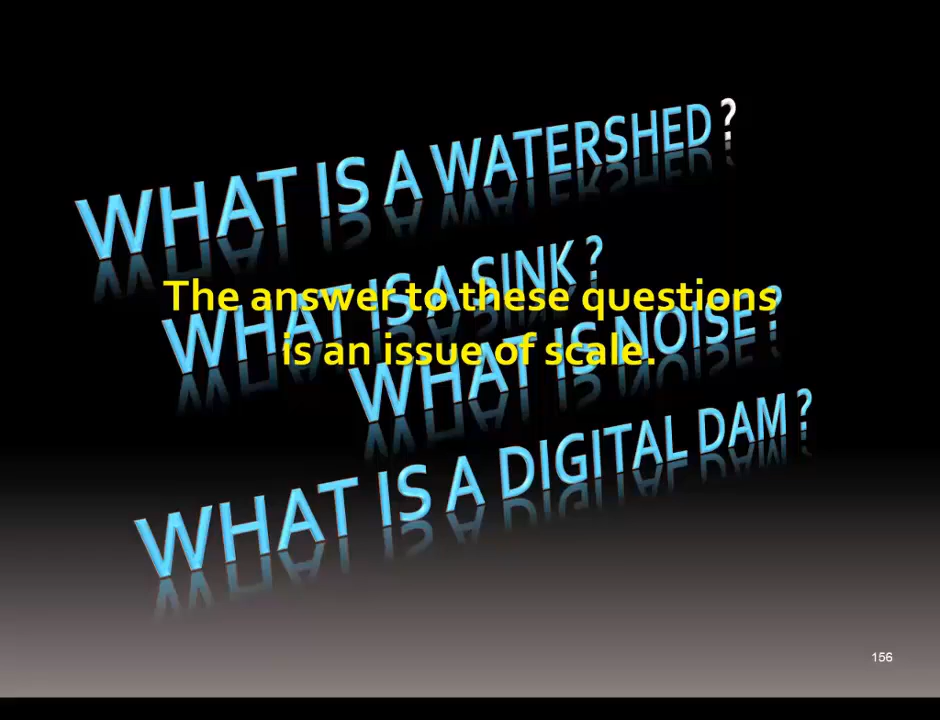 WHAT IS A WATERSHED?
WHAT IS A SINK?
The answer to these questions
is an issue of scale.
WHAT IS NOISE?
WHAT IS A DIGITAL DAM?
156